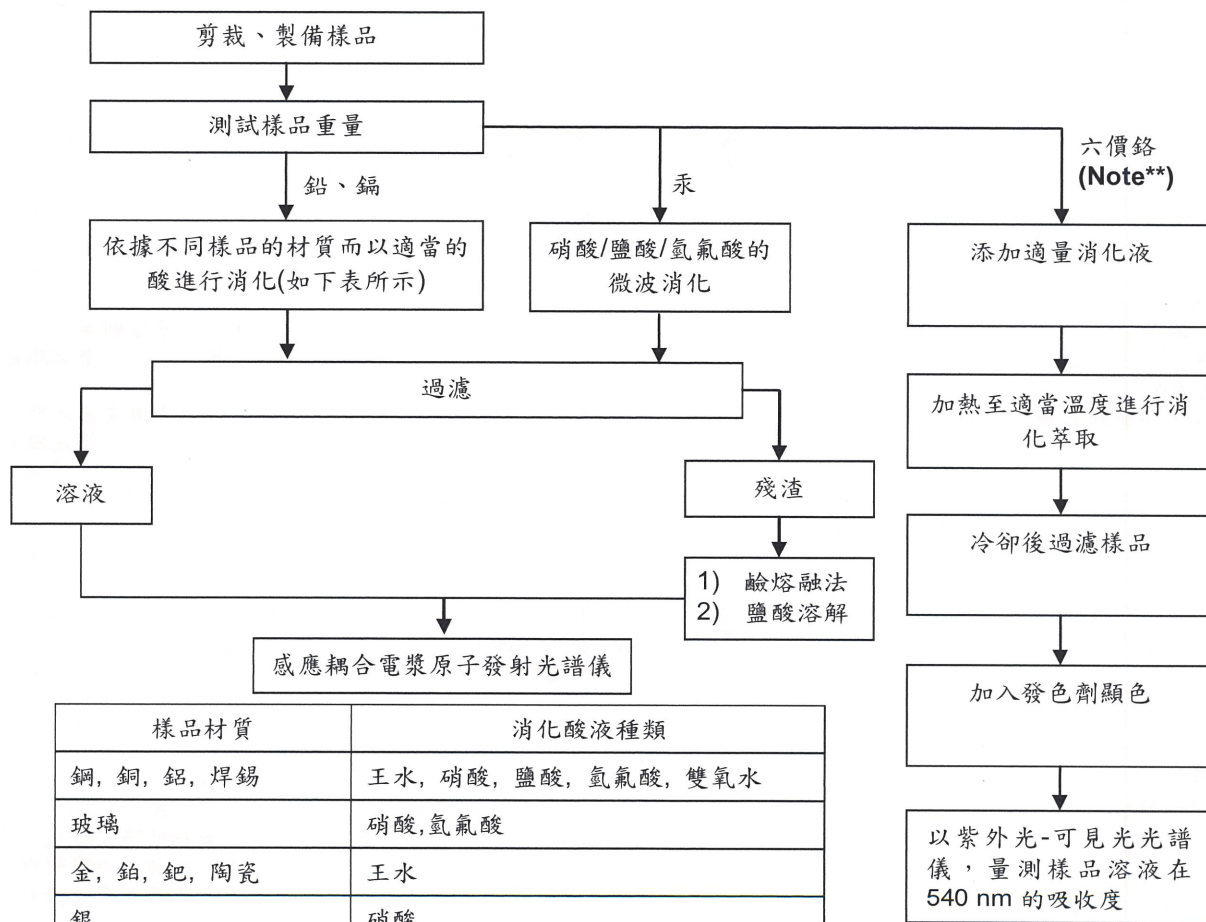 剪裁、製備樣品
測試樣品重量
鉛、鎘
汞
六價鉻
(Note**)
依據不同樣品的材質而以適當的
酸進行消化(如下表所示)
硝酸/鹽酸/氫氟酸的
微波消化
添加適量消化液
過濾
加熱至適當溫度進行消
化萃取
溶液
殘渣
冷卻後過濾樣品
1) 鹼熔融法
2) 鹽酸溶解
感應耦合電漿原子發射光譜儀
加入發色劑顯色
樣品材質 消化酸液種類
鋼, 銅, 鋁, 焊錫 王水, 硝酸, 鹽酸, 氫氟酸, 雙氧水
玻璃 硝酸,氫氟酸
金, 鉑, 鈀, 陶瓷 王水
銀 硝酸
以紫外光-可見光光譜
儀，量測樣品溶液在
540 nm 的吸收度